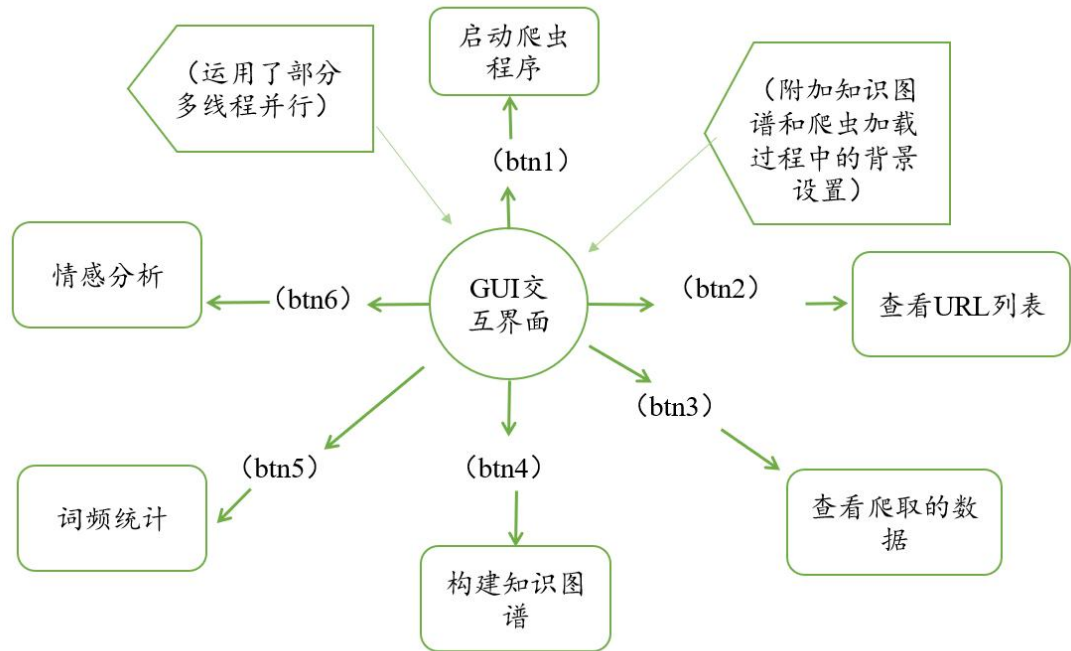 启动爬虫
程序
（运用了部分
多线程并行）
（附加知识图
谱和爬虫加载
过程中的背景
设置）
（btn1）
情感分析
（btn6）
GUI交
互界面
（btn2）
查看URL列表
（btn3）
（btn5）
（btn4）
词频统计
查看爬取的数
据
构建知识图
谱